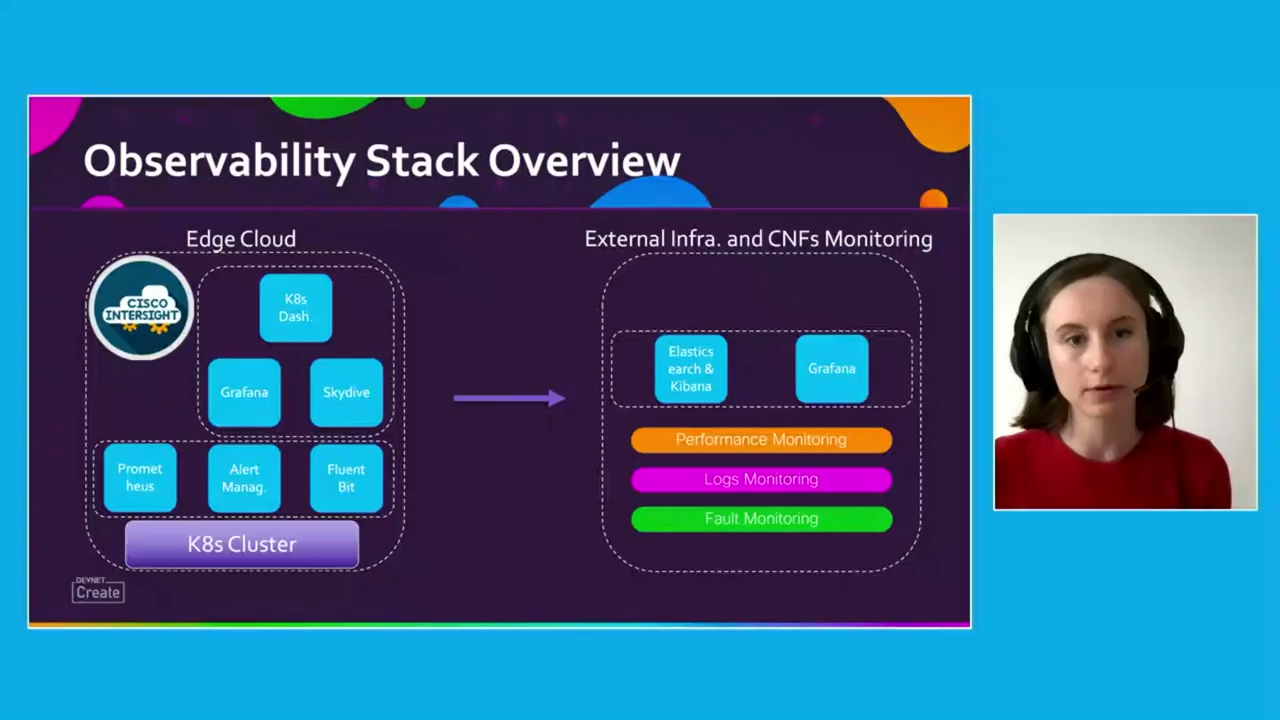 Observability Stack Overview
Edge Cloud
CISCO
INTERSIGHT
K8s
Dash.
Grafana
Skydive
Promet
heus
Alert
Manag.
Fluent
Bit
K8s Cluster
External Infra. and CNFs Monitoring
Elastics
earch &
Kibana
Grafana
Performance Monitoring
Logs Monitoring
Fault Monitoring
DEVNET
Create